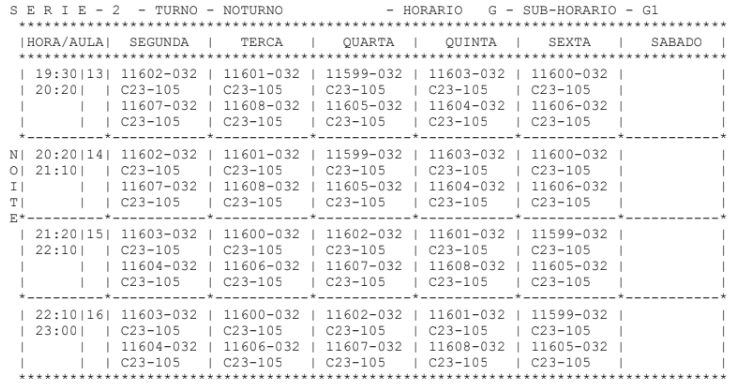 S E R I E - 2  - TURNO - NOTURNO            - HORARIO  G - SUB-HORARIO - G1
*************************************************************************************
|HORA/AULA|  SEGUNDA  |   TERCA   |  QUARTA   |  QUINTA   |   SEXTA   |  SABADO   |
*************************************************************************************
| 19:30|13| 11602-032 | 11601-032 | 11599-032 | 11603-032 | 11600-032 |           |
| 20:20|  | C23-105   | C23-105   | C23-105   | C23-105   | C23-105   |           |
|      |  | 11607-032 | 11608-032 | 11605-032 | 11604-032 | 11606-032 |           |
|      |  | C23-105   | C23-105   | C23-105   | C23-105   | C23-105   |           |
*---------*-----------*-----------*-----------*-----------*-----------*-----------*
N| 20:20|14| 11602-032 | 11601-032 | 11599-032 | 11603-032 | 11600-032 |           |
O| 21:10|  | C23-105   | C23-105   | C23-105   | C23-105   | C23-105   |           |
I|      |  | 11607-032 | 11608-032 | 11605-032 | 11604-032 | 11606-032 |           |
T|      |  | C23-105   | C23-105   | C23-105   | C23-105   | C23-105   |           |
E*---------*-----------*-----------*-----------*-----------*-----------*-----------*
| 21:20|15| 11603-032 | 11600-032 | 11602-032 | 11601-032 | 11599-032 |           |
| 22:10|  | C23-105   | C23-105   | C23-105   | C23-105   | C23-105   |           |
|      |  | 11604-032 | 11606-032 | 11607-032 | 11608-032 | 11605-032 |           |
|      |  | C23-105   | C23-105   | C23-105   | C23-105   | C23-105   |           |
*---------*-----------*-----------*-----------*-----------*-----------*-----------*
| 22:10|16| 11603-032 | 11600-032 | 11602-032 | 11601-032 | 11599-032 |           |
| 23:00|  | C23-105   | C23-105   | C23-105   | C23-105   | C23-105   |           |
|      |  | 11604-032 | 11606-032 | 11607-032 | 11608-032 | 11605-032 |           |
|      |  | C23-105   | C23-105   | C23-105   | C23-105   | C23-105   |           |
*************************************************************************************